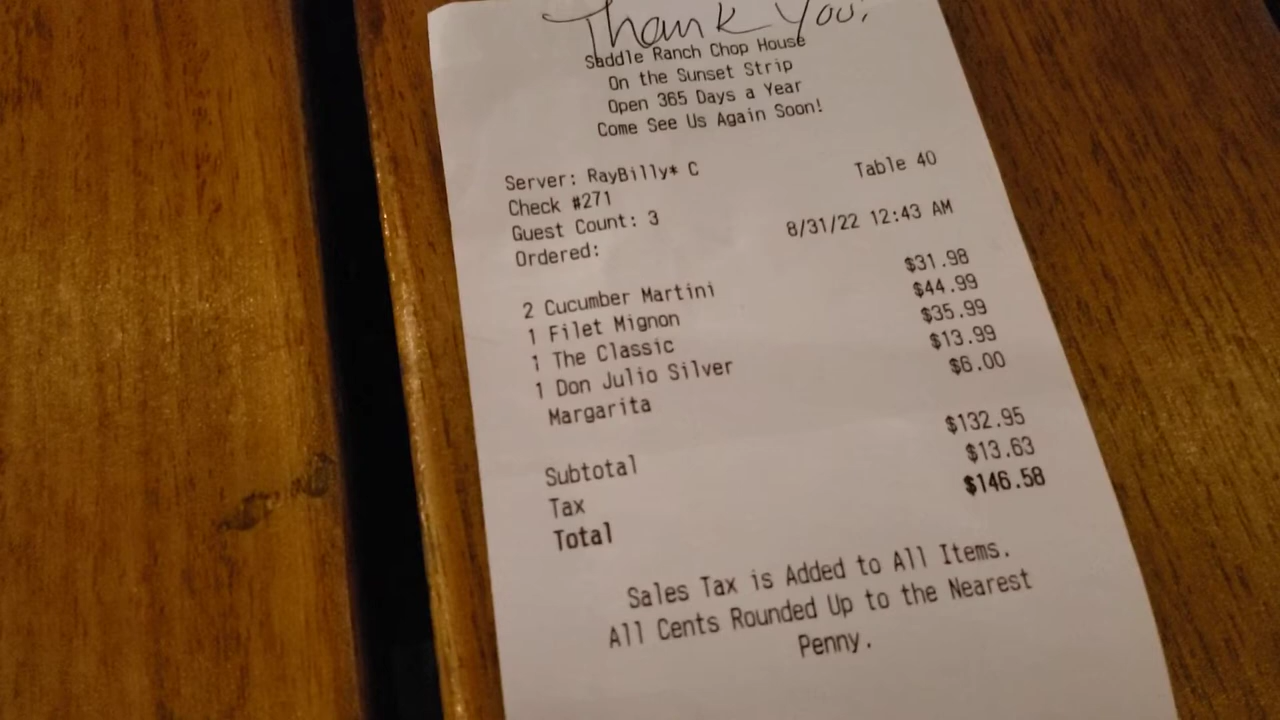 Thank You!
Saddle Ranch Chop House
On the Sunset Strip
Open 365 Days a Year
Come See Us Again Soon!
Server: RayBilly* C
Check #271 Table 40
Guest Count: 3
Ordered: 8/31/22 12:43 AM
2 Cucumber Martini $31.98
1 Filet Mignon $44.99
1 The Classic $35.99
1 Don Julio Silver $13.99
Margarita $6.00
Subtotal $132.95
Tax $13.63
Total $146.58
Sales Tax is Added to All Items.
All Cents Rounded Up to the Nearest
Penny.